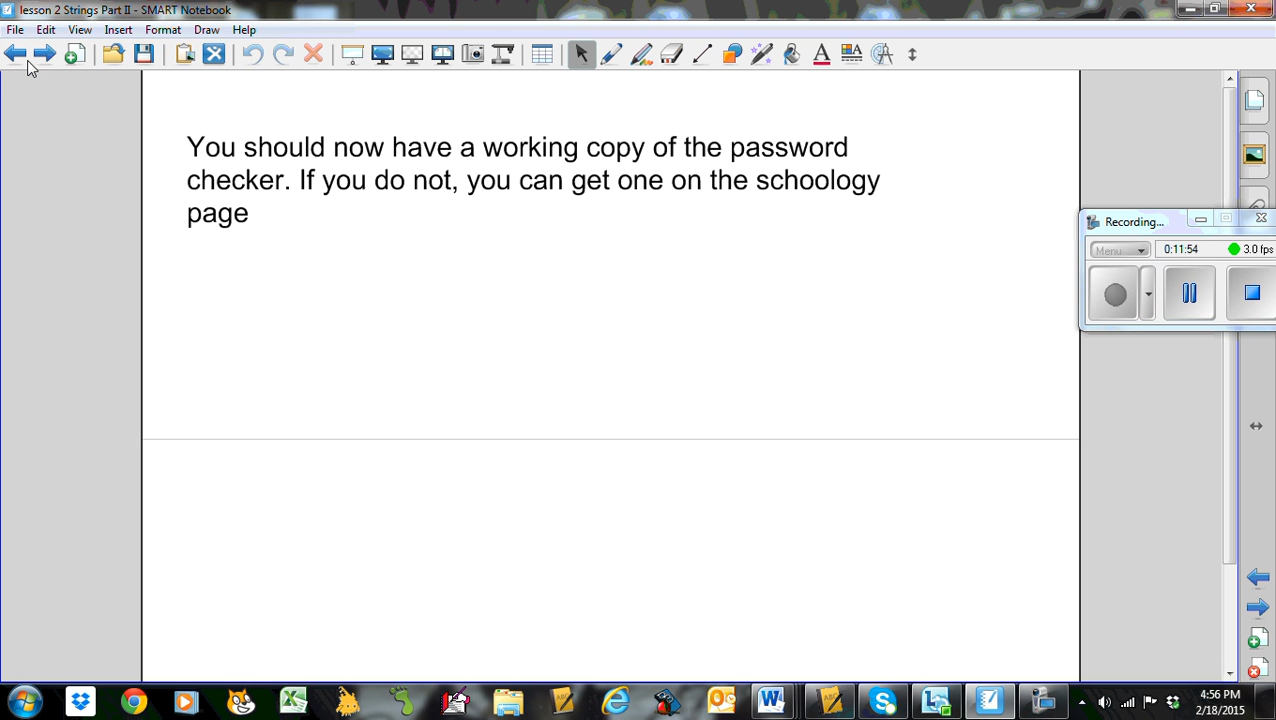 lesson 2 Strings Part II - SMART Notebook
File Edit View Insert Format Draw Help
You should now have a working copy of the password
checker. If you do not, you can get one on the schoology
page
Recording...
Menu 0:11:54 3.0 fps
4:56 PM
2/18/2015